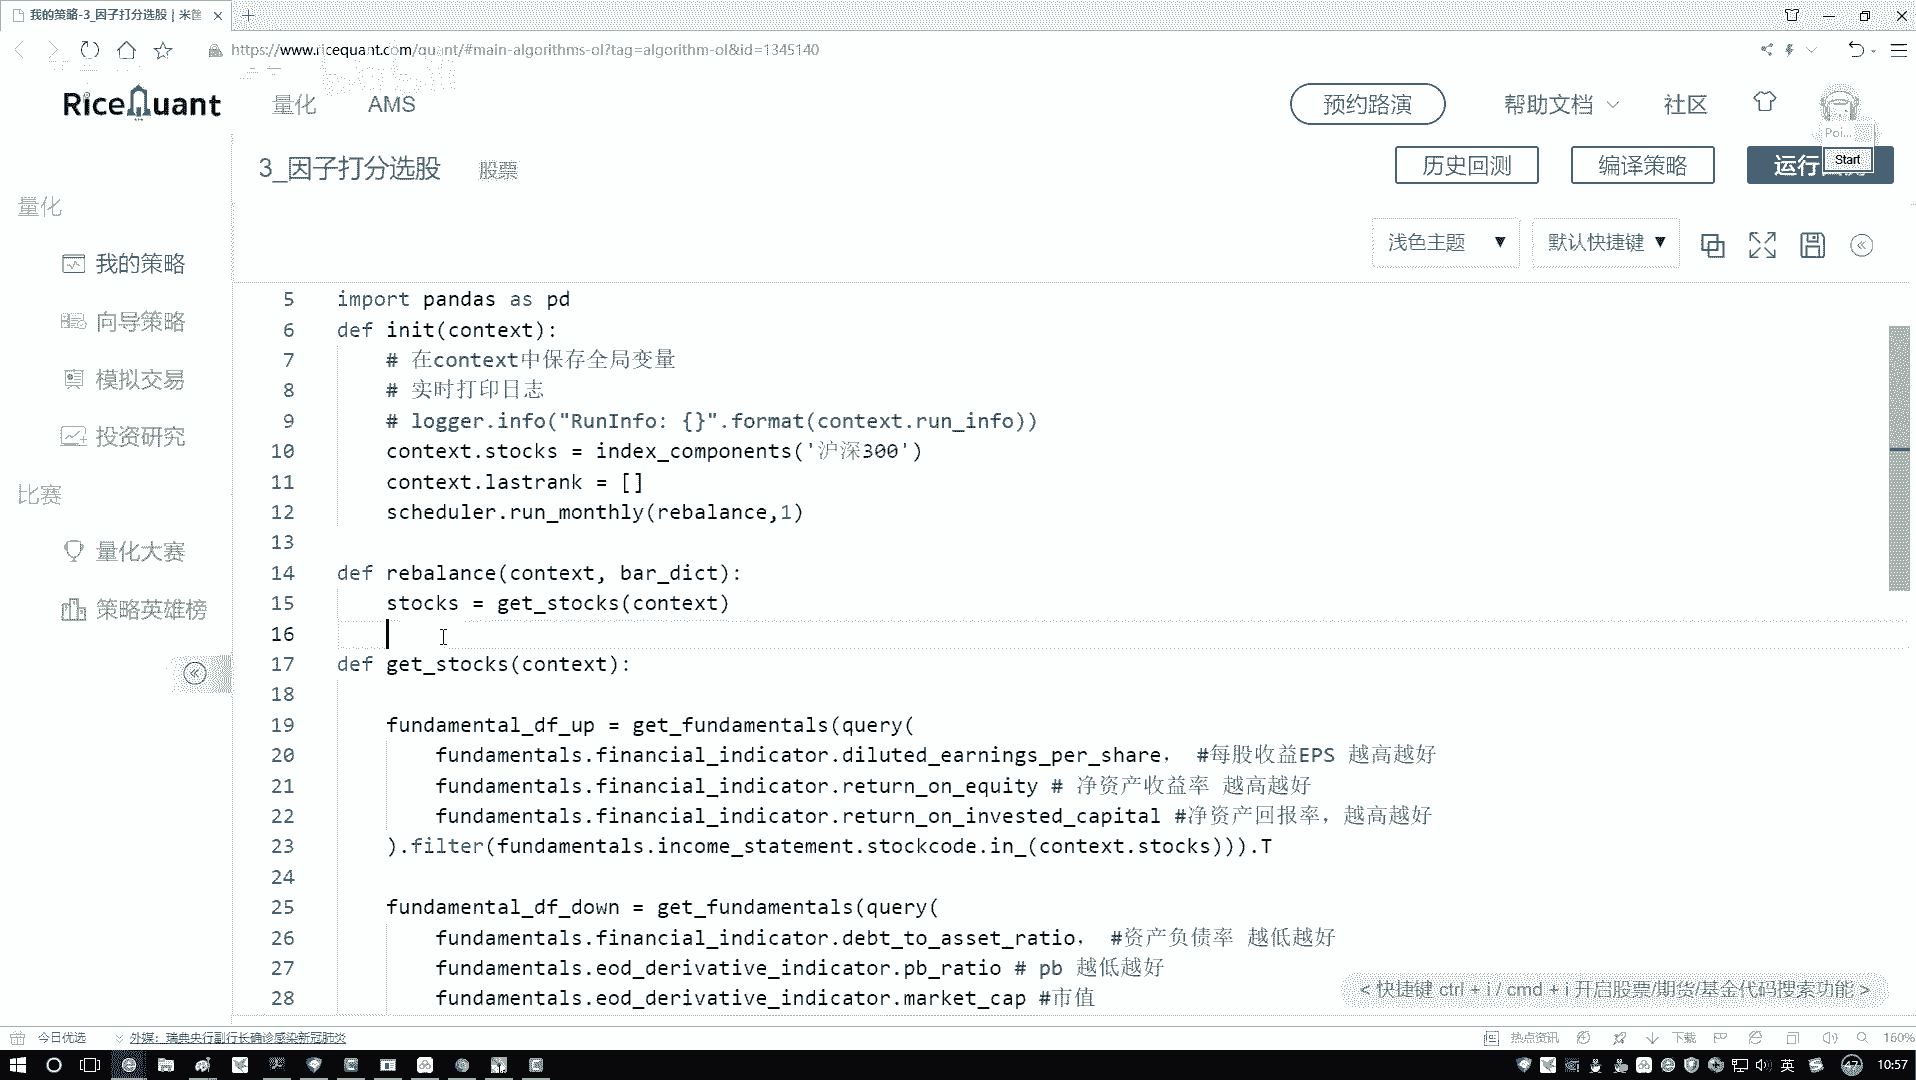 我的策略-3_因子打分选股 | 米筐
https://www.ricequant.com/quant/#main-algorithms-ol?tag=algorithm-ol&id=1345140
RiceQuant
量化
AMS
预约路演
帮助文档
社区
Poi...
3_因子打分选股
股票
历史回测
编译策略
运行
Start
量化
浅色主题 ▼
默认快捷键 ▼
我的策略
向导策略
模拟交易
投资研究
比赛
量化大赛
策略英雄榜
5 import pandas as pd
6 def init(context):
7 # 在context中保存全局变量
8 # 实时打印日志
9 # logger.info("RunInfo: {}".format(context.run_info))
10 context.stocks = index_components('沪深300')
11 context.lastrank = []
12 scheduler.run_monthly(rebalance,1)
13
14 def rebalance(context, bar_dict):
15 stocks = get_stocks(context)
16
17 def get_stocks(context):
18
19 fundamental_df_up = get_fundamentals(query(
20 fundamentals.financial_indicator.diluted_earnings_per_share， #每股收益EPS 越高越好
21 fundamentals.financial_indicator.return_on_equity # 净资产收益率 越高越好
22 fundamentals.financial_indicator.return_on_invested_capital #净资产回报率，越高越好
23 ).filter(fundamentals.income_statement.stockcode.in_(context.stocks))).T
24
25 fundamental_df_down = get_fundamentals(query(
26 fundamentals.financial_indicator.debt_to_asset_ratio， #资产负债率 越低越好
27 fundamentals.eod_derivative_indicator.pb_ratio # pb 越低越好
28 fundamentals.eod_derivative_indicator.market_cap #市值
< 快捷键 ctrl + i / cmd + i 开启股票/期货/基金代码搜索功能 >
今日优选
外媒：瑞典央行副行长确诊感染新冠肺炎
热点资讯
下载
160%
英
47
10:57